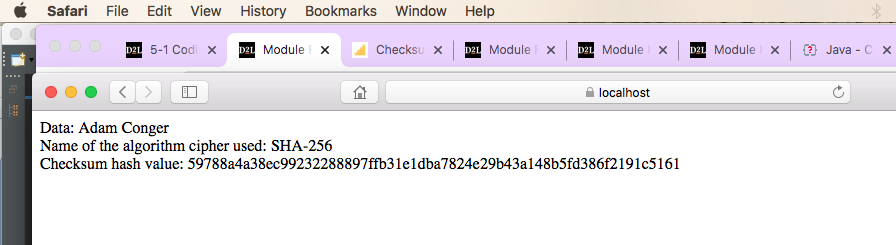 Safari File Edit View History Bookmarks Window Help
D2L 5-1 Codi D2L Module F Checksu D2L Module F D2L Module D2L Module {?} Java - C
localhost
Data: Adam Conger
Name of the algorithm cipher used: SHA-256
Checksum hash value: 59788a4a38ec99232288897ffb31e1dba7824e29b43a148b5fd386f2191c5161